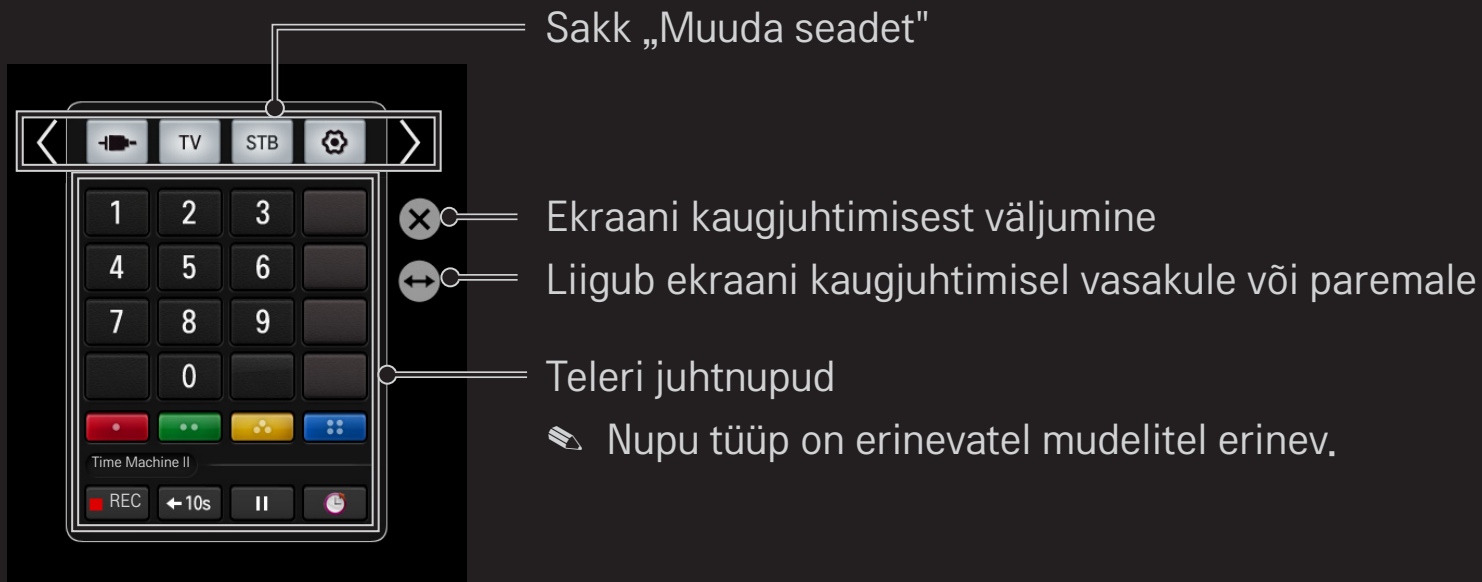 Sakk „Muuda seadet"
TV STB
1 2 3
Ekraani kaugjuhtimisest väljumine
4 5 6
Liigub ekraani kaugjuhtimisel vasakule või paremale
7 8 9
0
Teleri juhtnupud
✎ Nupu tüüp on erinevatel mudelitel erinev.
Time Machine II
REC ←10s